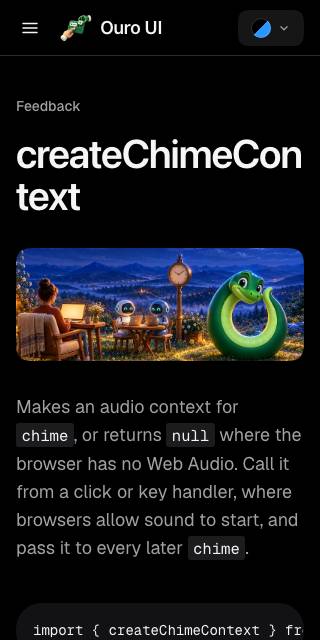 Ouro UI
Feedback
createChimeCon
text
Makes an audio context for
chime, or returns null where the
browser has no Web Audio. Call it
from a click or key handler, where
browsers allow sound to start, and
pass it to every later chime.
import { createChimeContext } fro